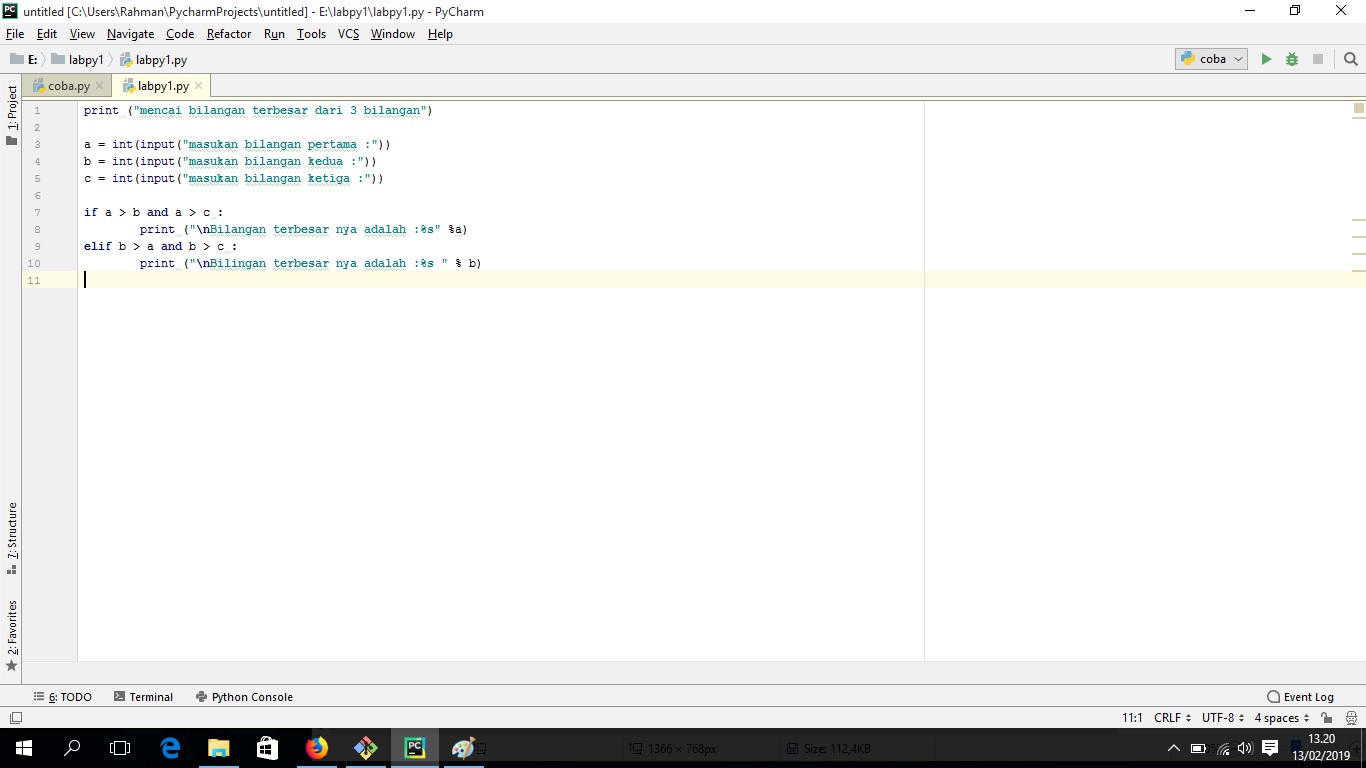 untitled [C:\Users\Rahman\PycharmProjects\untitled] - E:\labpy1\labpy1.py - PyCharm
File Edit View Navigate Code Refactor Run Tools VCS Window Help
E: labpy1 labpy1.py coba
coba.py labpy1.py
1 print ("mencai bilangan terbesar dari 3 bilangan")
2
3 a = int(input("masukan bilangan pertama :"))
4 b = int(input("masukan bilangan kedua :"))
5 c = int(input("masukan bilangan ketiga :"))
6
7 if a > b and a > c :
8 print ("\nBilangan terbesar nya adalah :%s" %a)
9 elif b > a and b > c :
10 print ("\nBilingan terbesar nya adalah :%s " % b)
11
1: Project
7: Structure
2: Favorites
6: TODO Terminal Python Console Event Log
11:1 CRLF UTF-8 4 spaces
1366 × 768px Size: 112,4KB
13.20
13/02/2019